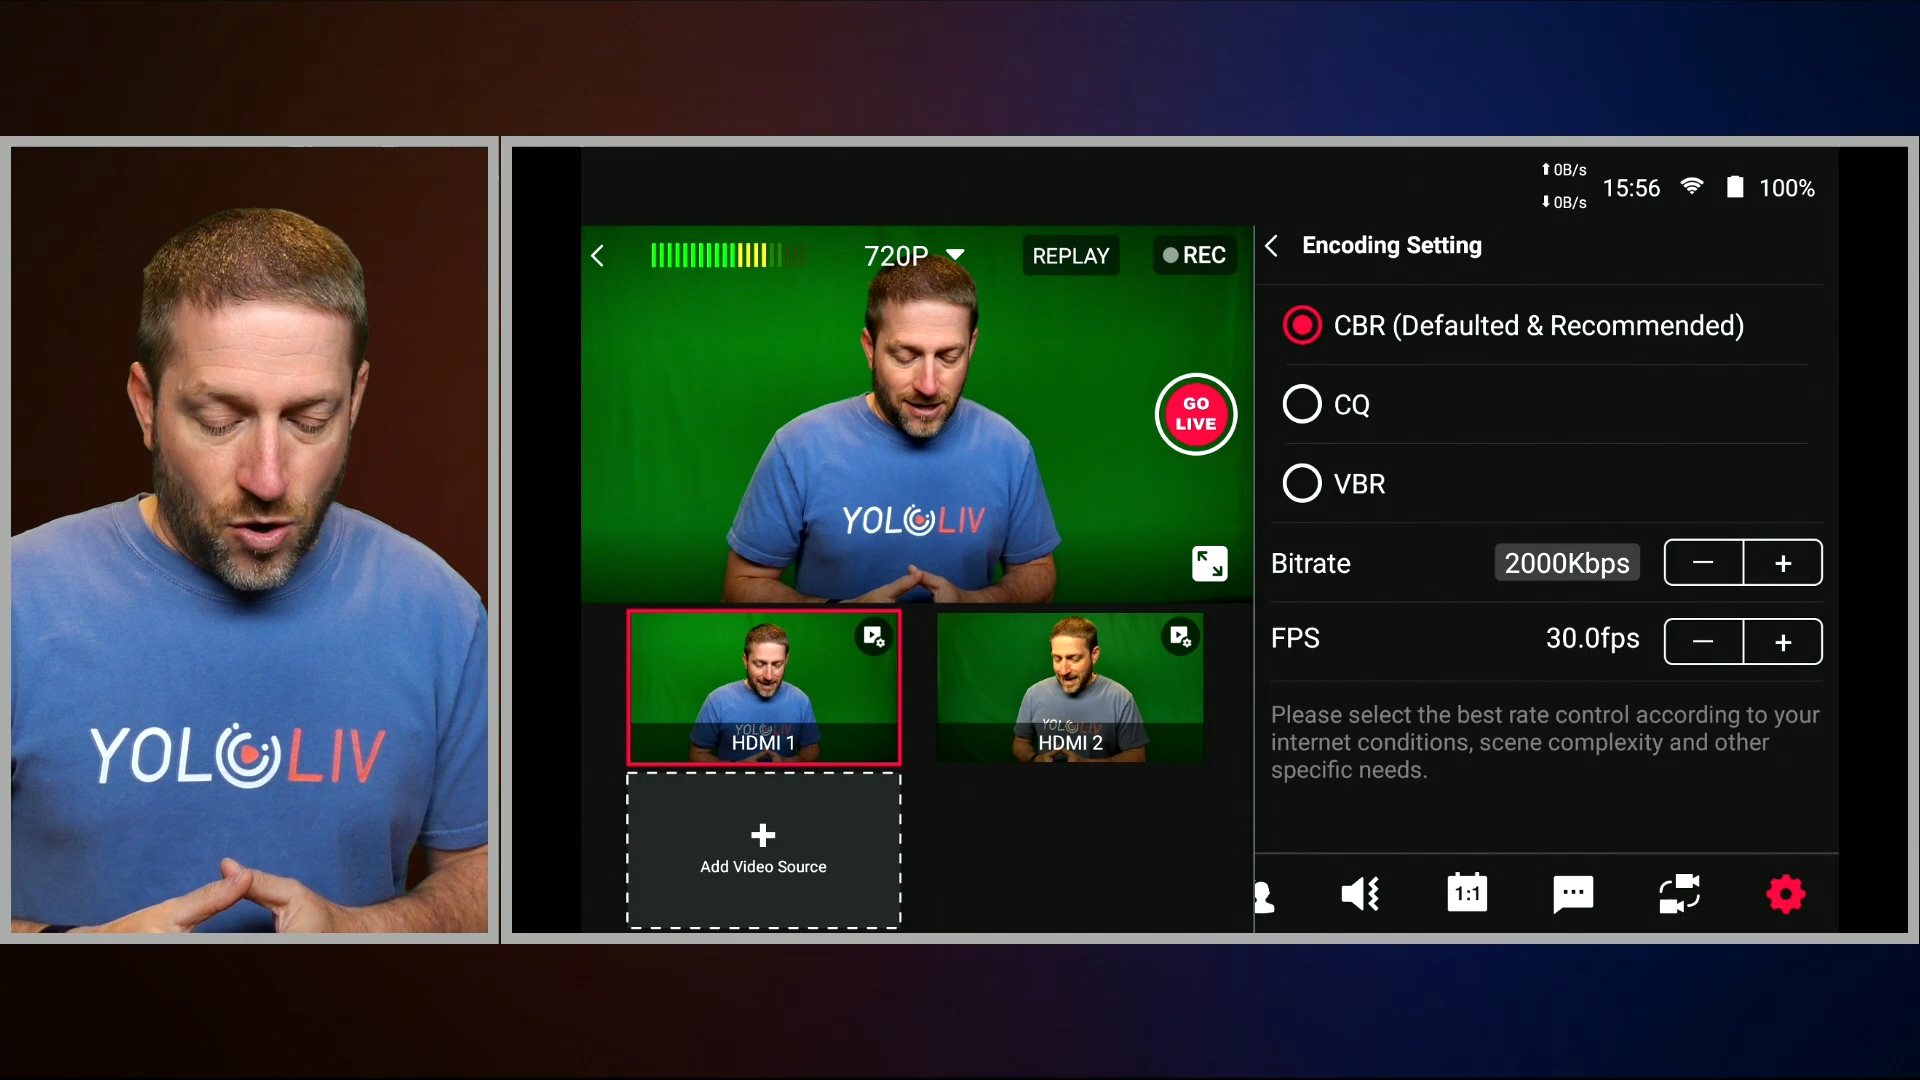 YOLOLIV
0B/s
0B/s
15:56
100%
720P
REPLAY
REC
GO
LIVE
YOLOLIV
YOLOLIV
HDMI 1
YOLOLIV
HDMI 2
Add Video Source
Encoding Setting
CBR (Defaulted & Recommended)
CQ
VBR
Bitrate 2000Kbps
FPS 30.0fps
Please select the best rate control according to your
internet conditions, scene complexity and other
specific needs.
1:1